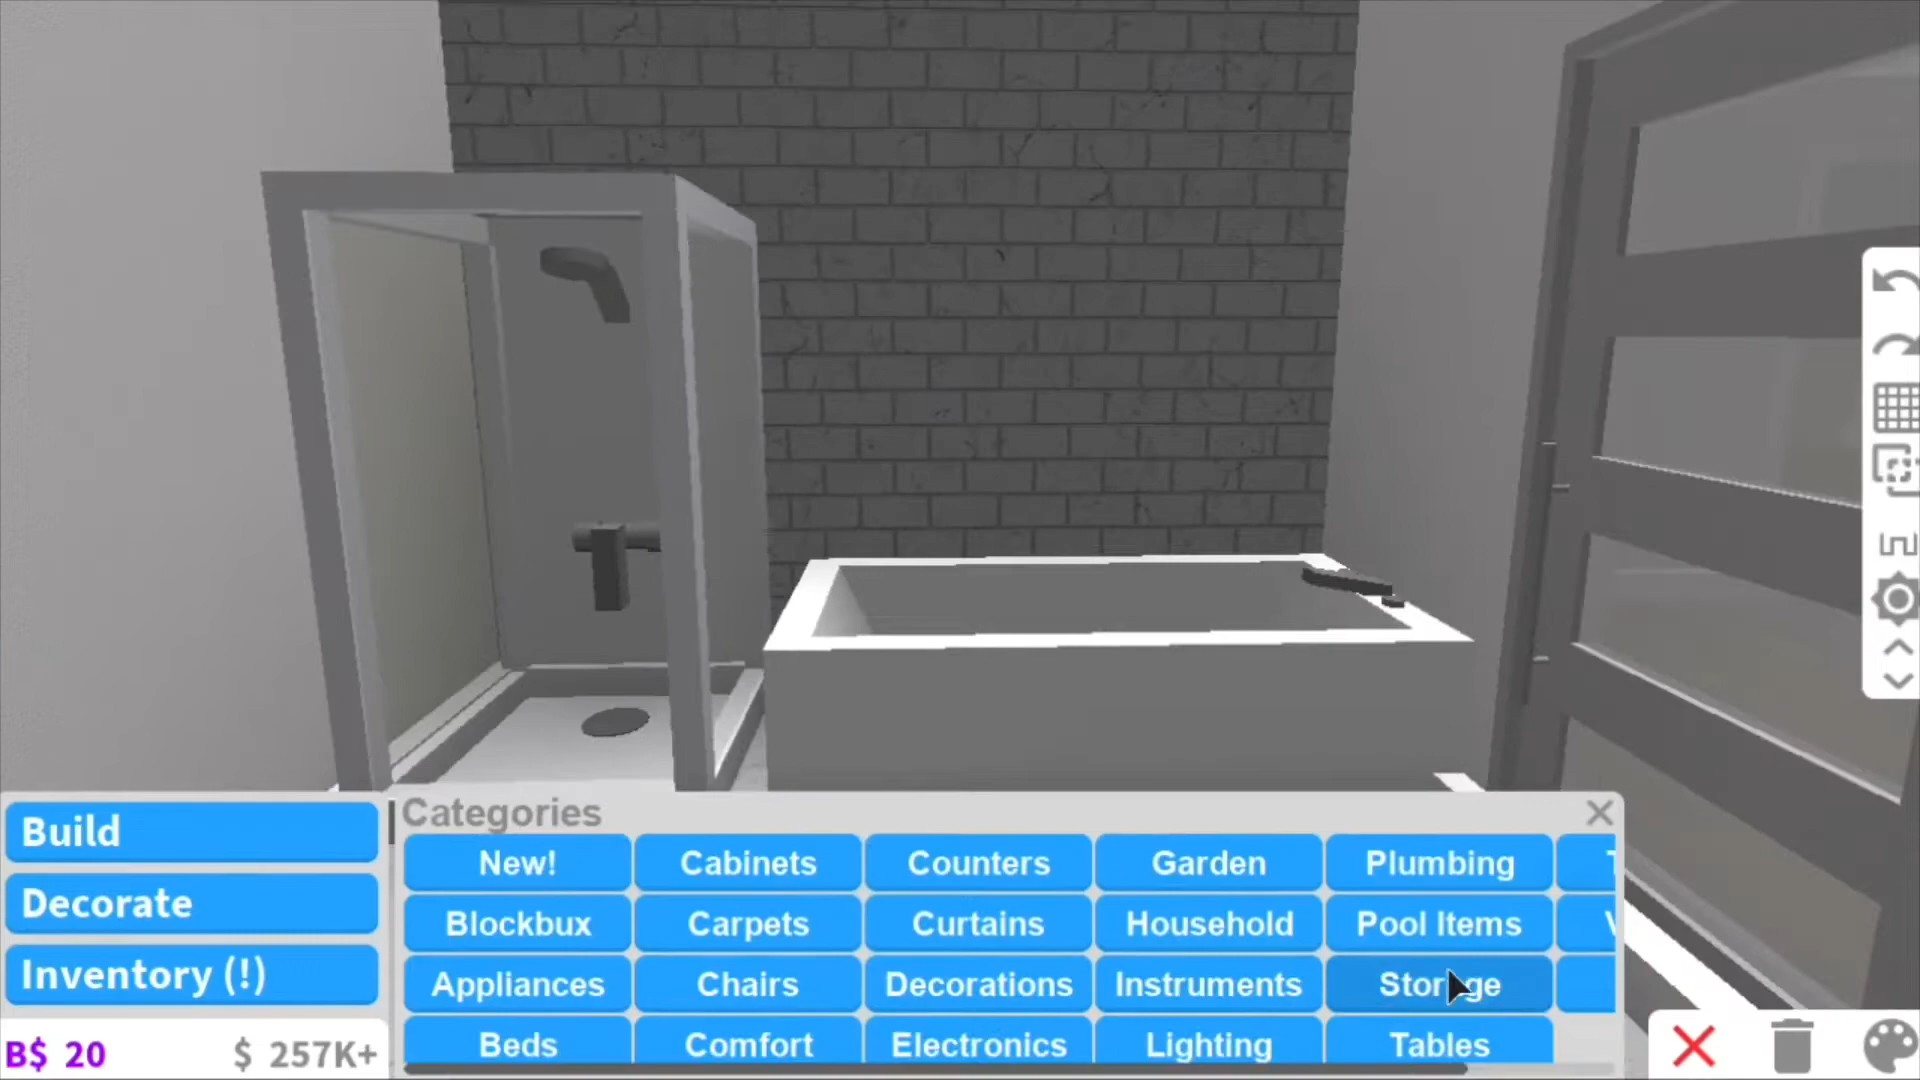 Categories
New! Cabinets Counters Garden Plumbing
Blockbux Carpets Curtains Household Pool Items
Appliances Chairs Decorations Instruments Storage
Beds Comfort Electronics Lighting Tables
Build
Decorate
Inventory (!)
B$ 20 $ 257K+